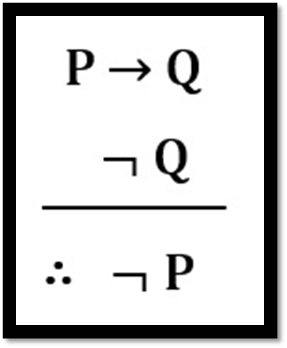 P → Q
¬ Q
∴ ¬ P